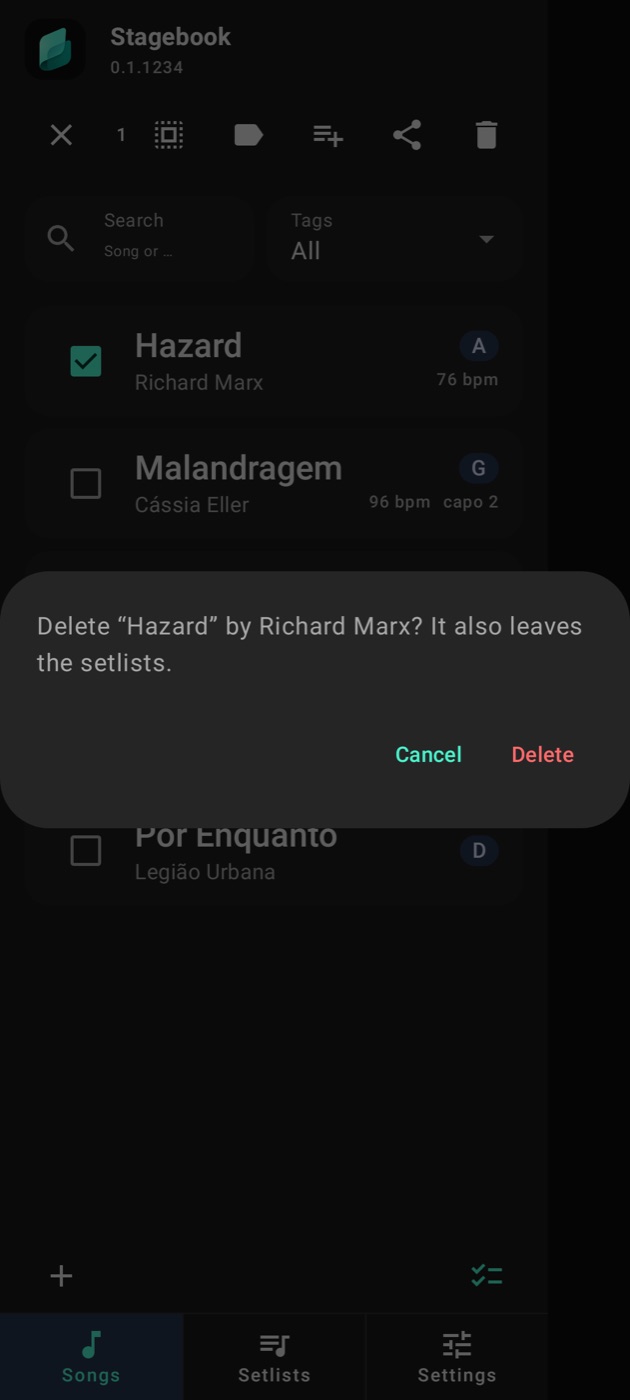 Stagebook
0.1.1234
1
Search
Song or …
Tags
All
Hazard
A
Richard Marx
76 bpm
Malandragem
G
Cássia Eller
96 bpm capo 2
Delete “Hazard” by Richard Marx? It also leaves
the setlists.
Cancel
Delete
Por Enquanto
D
Legião Urbana
Songs
Setlists
Settings